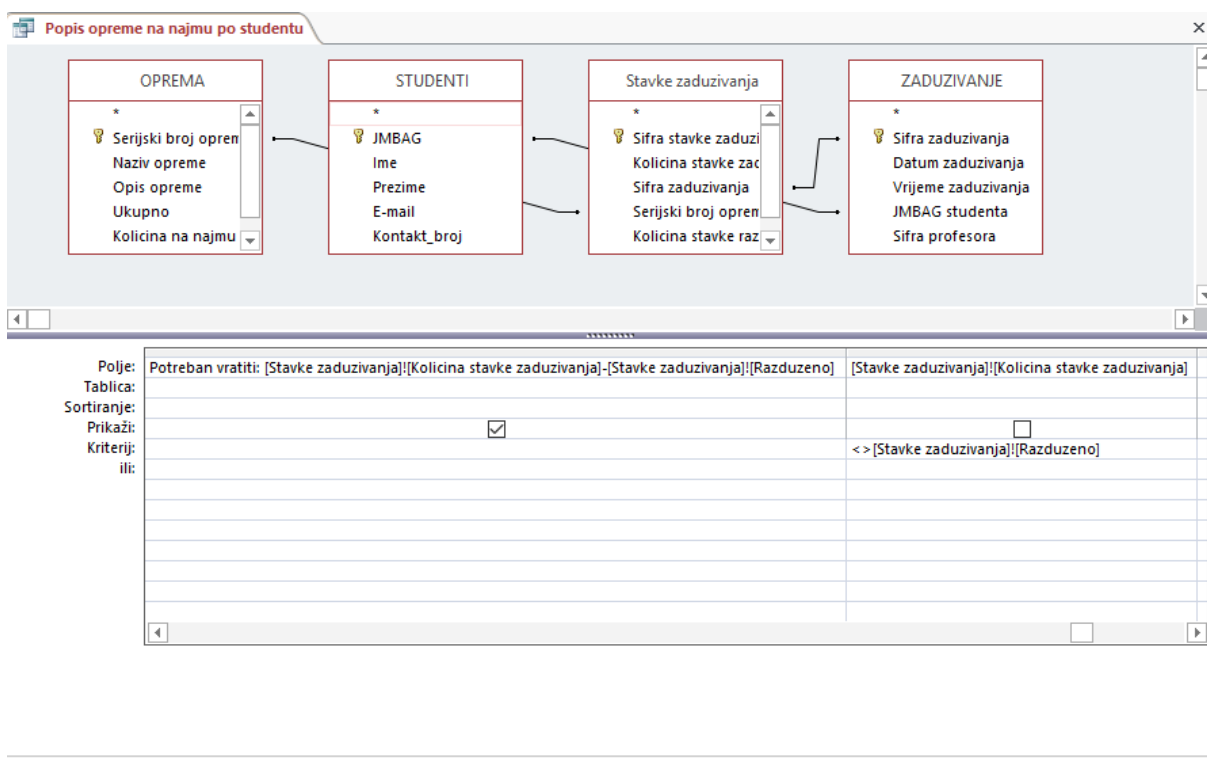 Popis opreme na najmu po studentu
OPREMA
*
Serijski broj oprem
Naziv opreme
Opis opreme
Ukupno
Kolicina na najmu
STUDENTI
*
JMBAG
Ime
Prezime
E-mail
Kontakt_broj
Stavke zaduzivanja
*
Sifra stavke zaduzi
Kolicina stavke zad
Sifra zaduzivanja
Serijski broj oprem
Kolicina stavke raz
ZADUZIVANJE
*
Sifra zaduzivanja
Datum zaduzivanja
Vrijeme zaduzivanja
JMBAG studenta
Sifra profesora
Polje: Potreban vratiti: [Stavke zaduzivanja]![Kolicina stavke zaduzivanja]-[Stavke zaduzivanja]![Razduzeno] [Stavke zaduzivanja]![Kolicina stavke zaduzivanja]
Tablica:
Sortiranje:
Prikaži:
Kriterij: <>[Stavke zaduzivanja]![Razduzeno]
ili: